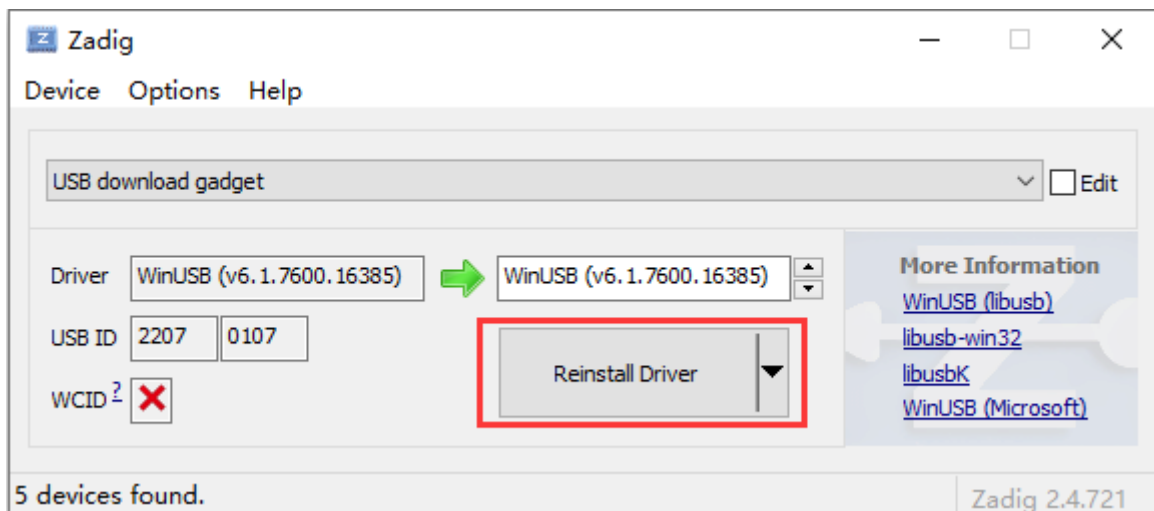 Zadig
Device Options Help
USB download gadget
Edit
Driver WinUSB (v6.1.7600.16385) WinUSB (v6.1.7600.16385)
USB ID 2207 0107
WCID ?
Reinstall Driver
More Information
WinUSB (libusb)
libusb-win32
libusbK
WinUSB (Microsoft)
5 devices found.
Zadig 2.4.721